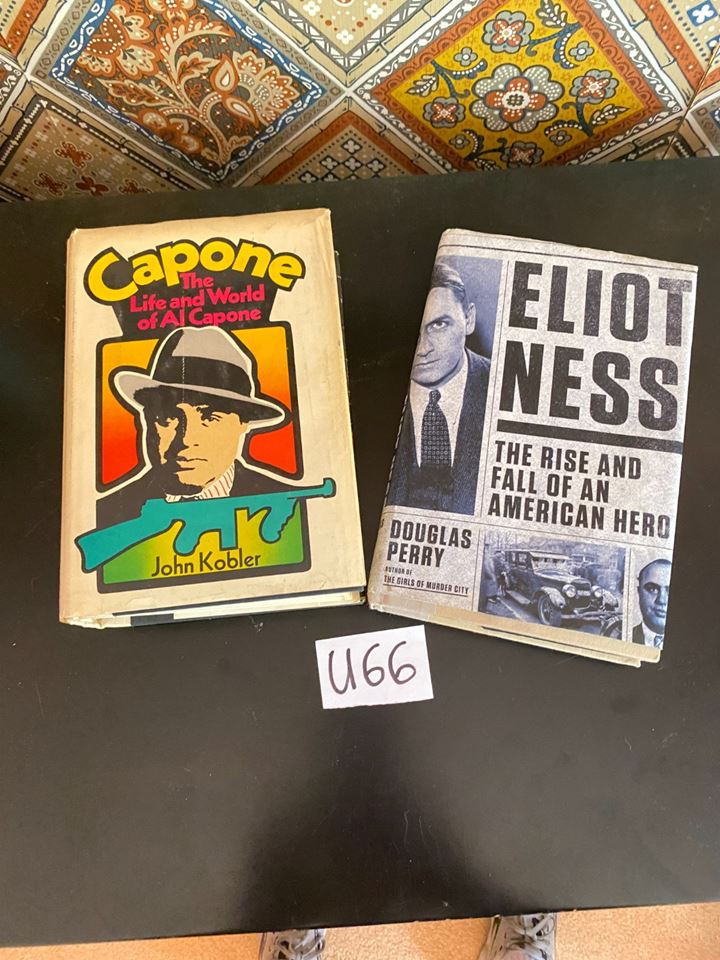 Capone
The
Life and World
of Al Capone
John Kobler
ELIOT
NESS
THE RISE AND
FALL OF AN
AMERICAN HERO
DOUGLAS
PERRY
AUTHOR OF
THE GIRLS OF MURDER CITY
U66